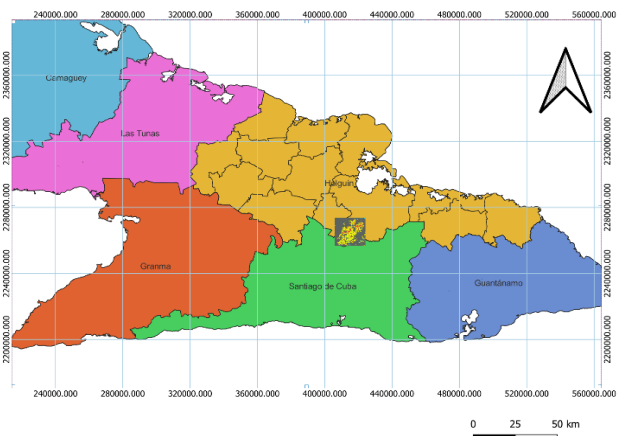 240000.000 280000.000 320000.000 360000.000 400000.000 440000.000 480000.000 520000.000 560000.000
2360000.000 2360000.000
Camaguey
Las Tunas
2320000.000 2320000.000
Holguin
2280000.000 2280000.000
Granma
Santiago de Cuba
Guantánamo
2240000.000 2240000.000
2200000.000 2200000.000
240000.000 280000.000 320000.000 360000.000 400000.000 440000.000 480000.000 520000.000 560000.000
0 25 50 km